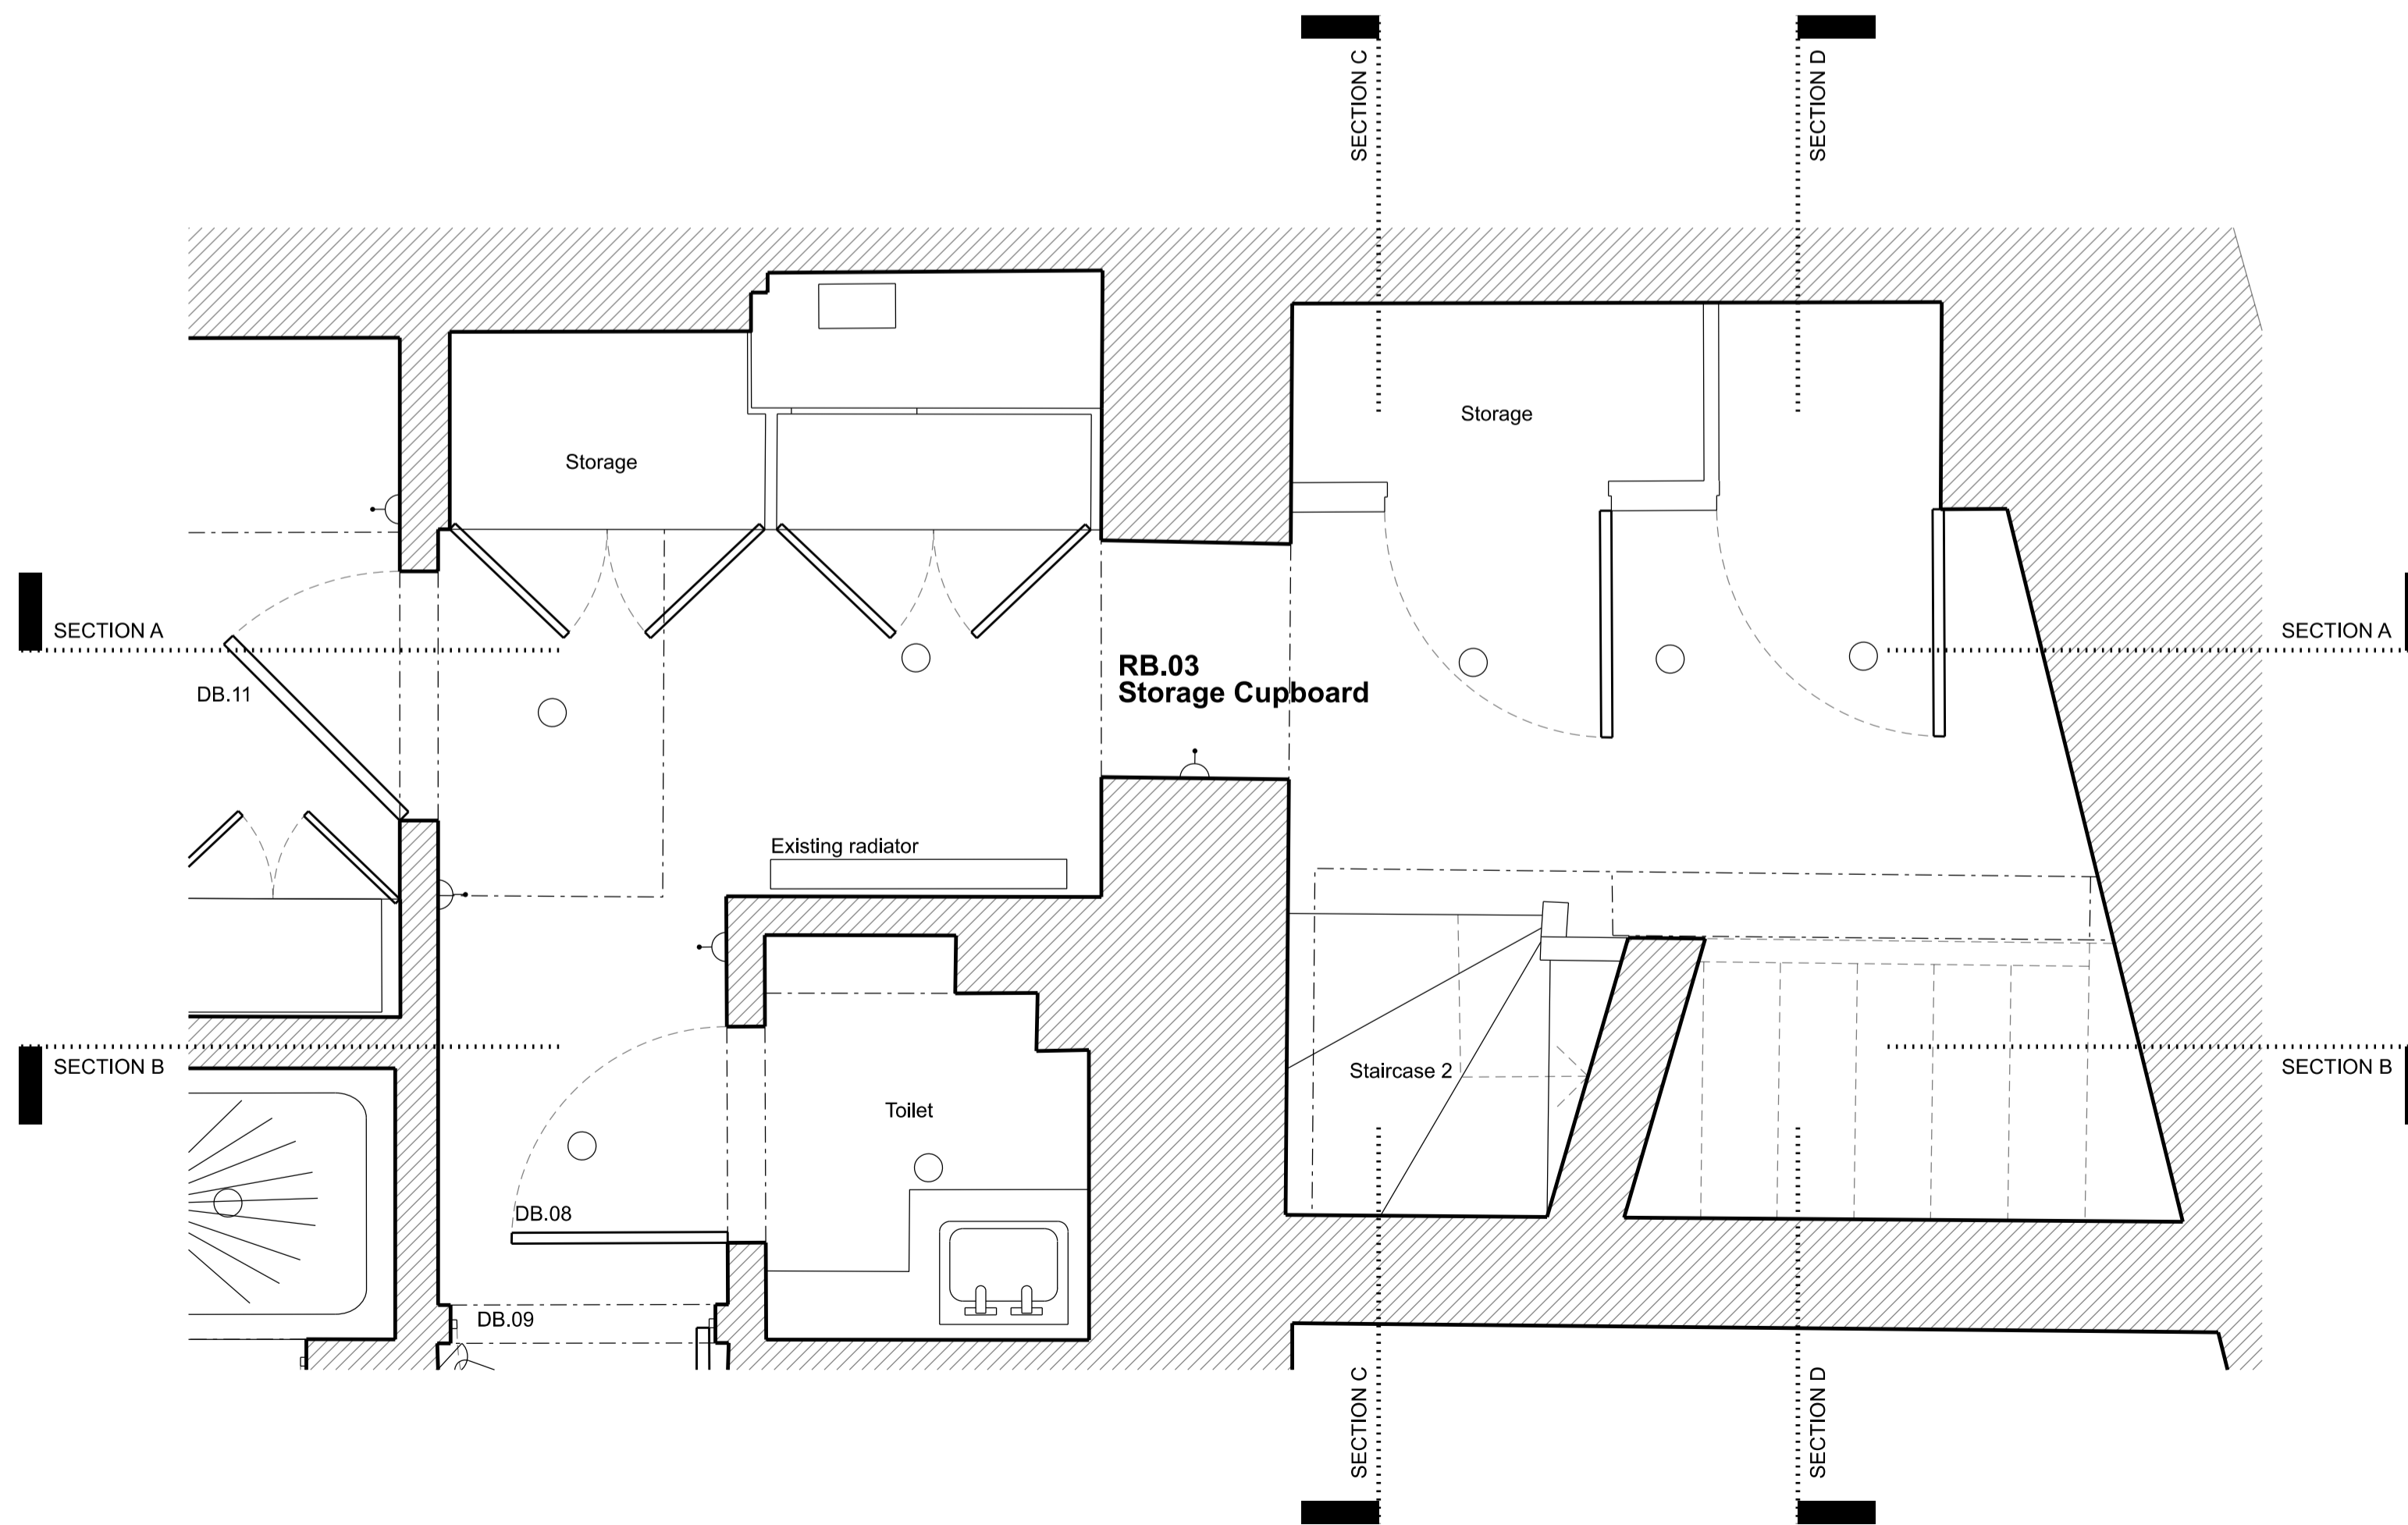 SECTION C
SECTION D
Storage
Storage
SECTION A
SECTION A
RB.03
Storage Cupboard
DB.11
Existing radiator
SECTION B
SECTION B
Staircase 2
Toilet
DB.08
DB.09
SECTION C
SECTION D